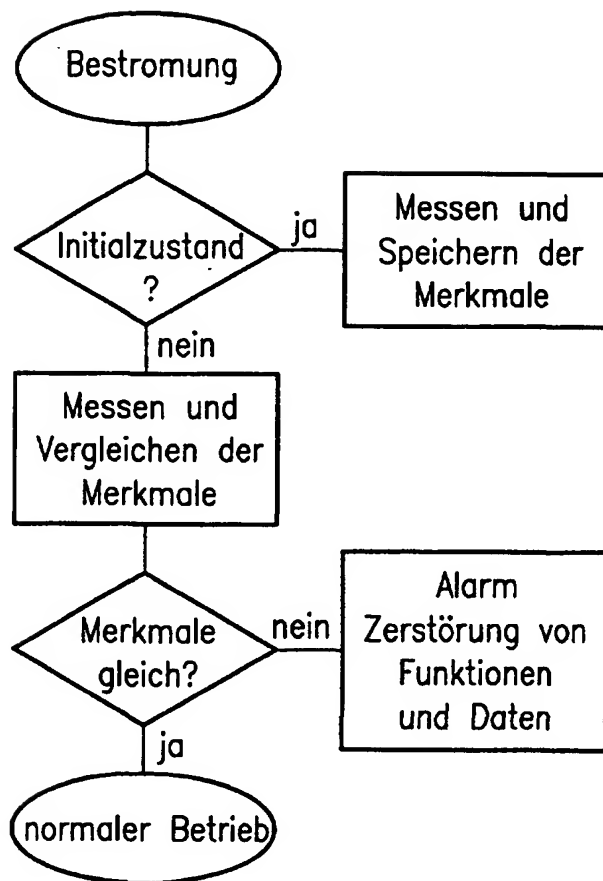 Bestromung
Initialzustand
?
ja
Messen und
Speichern der
Merkmale
nein
Messen und
Vergleichen der
Merkmale
Merkmale
gleich?
nein
Alarm
Zerstörung von
Funktionen
und Daten
ja
normaler Betrieb